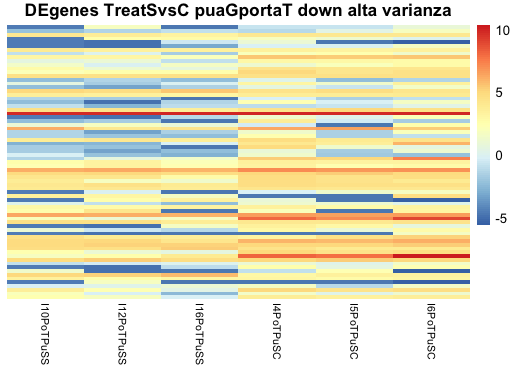 DEgenes TreatSvsC puaGportaT down alta varianza
10
5
0
-5
I10PoTPuSS
I12PoTPuSS
I16PoTPuSS
I4PoTPuSC
I5PoTPuSC
I6PoTPuSC